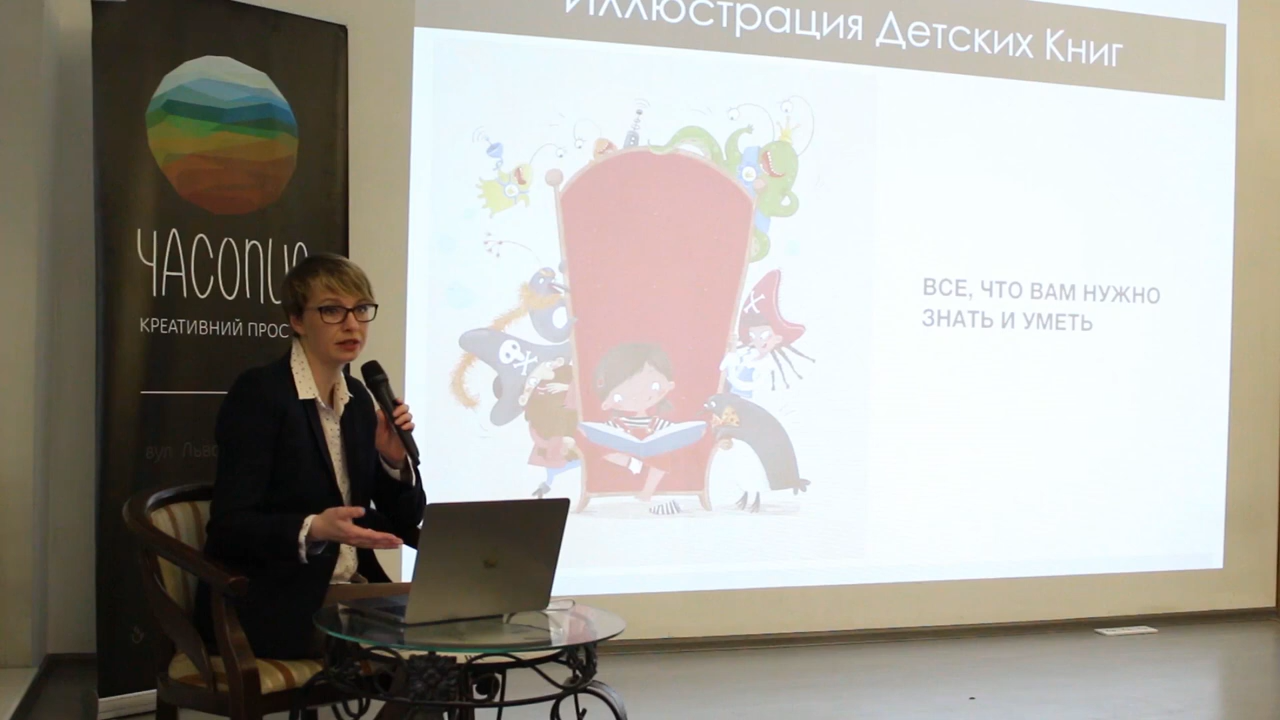 Иллюстрация Детских Книг
ЧАСОПИС
КРЕАТИВНИЙ ПРОС
вул Льво
ВСЕ, ЧТО ВАМ НУЖНО
ЗНАТЬ И УМЕТЬ